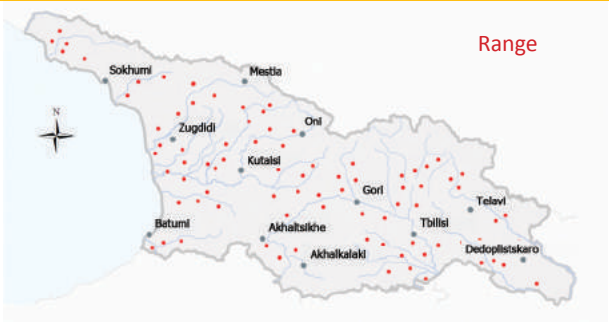 Range
Sokhumi
Mestia
N
Oni
Zugdidi
Kutaisi
Gori
Telavi
Batumi
Akhaltsikhe
Tbilisi
Akhalkalaki
Dedoplistskaro